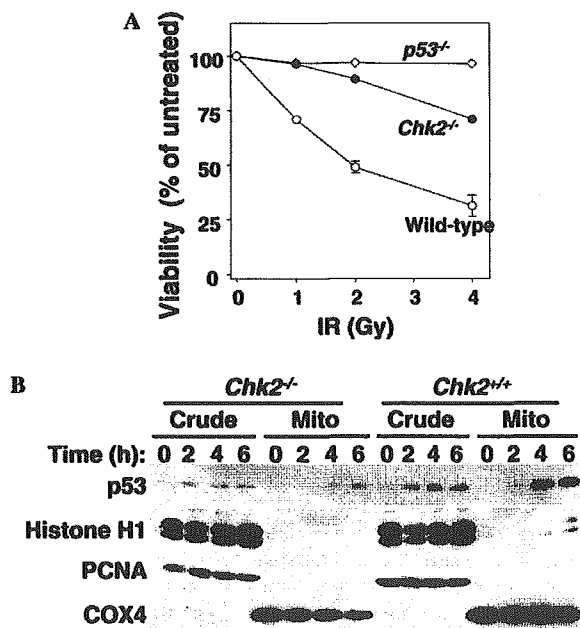 A
100
75
50
25
0
Viability (% of untreated)
p53-/-
Chk2-/-
Wild-type
0 1 2 4
IR (Gy)
B
Chk2-/- Chk2+/+
Crude Mito Crude Mito
Time (h): 0 2 4 6 0 2 4 6 0 2 4 6 0 2 4 6
p53
Histone H1
PCNA
COX4